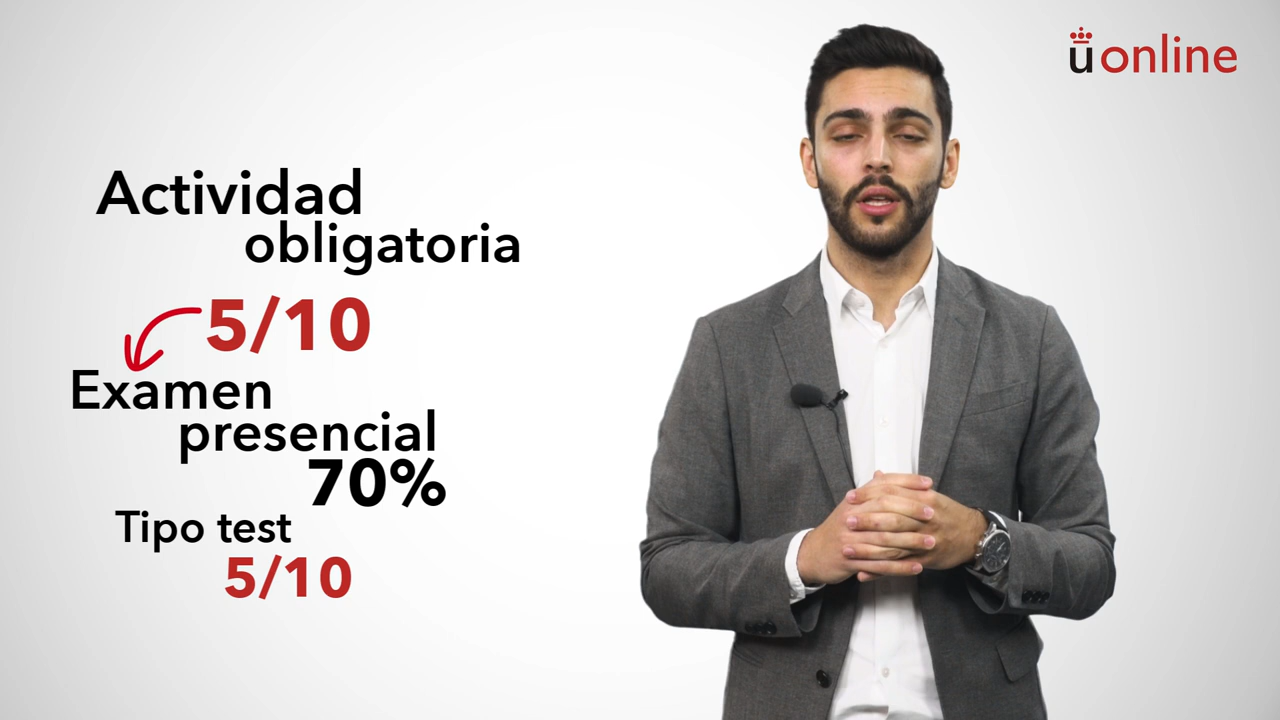 ü online
Actividad
obligatoria
5/10
Examen
presencial
70%
Tipo test
5/10